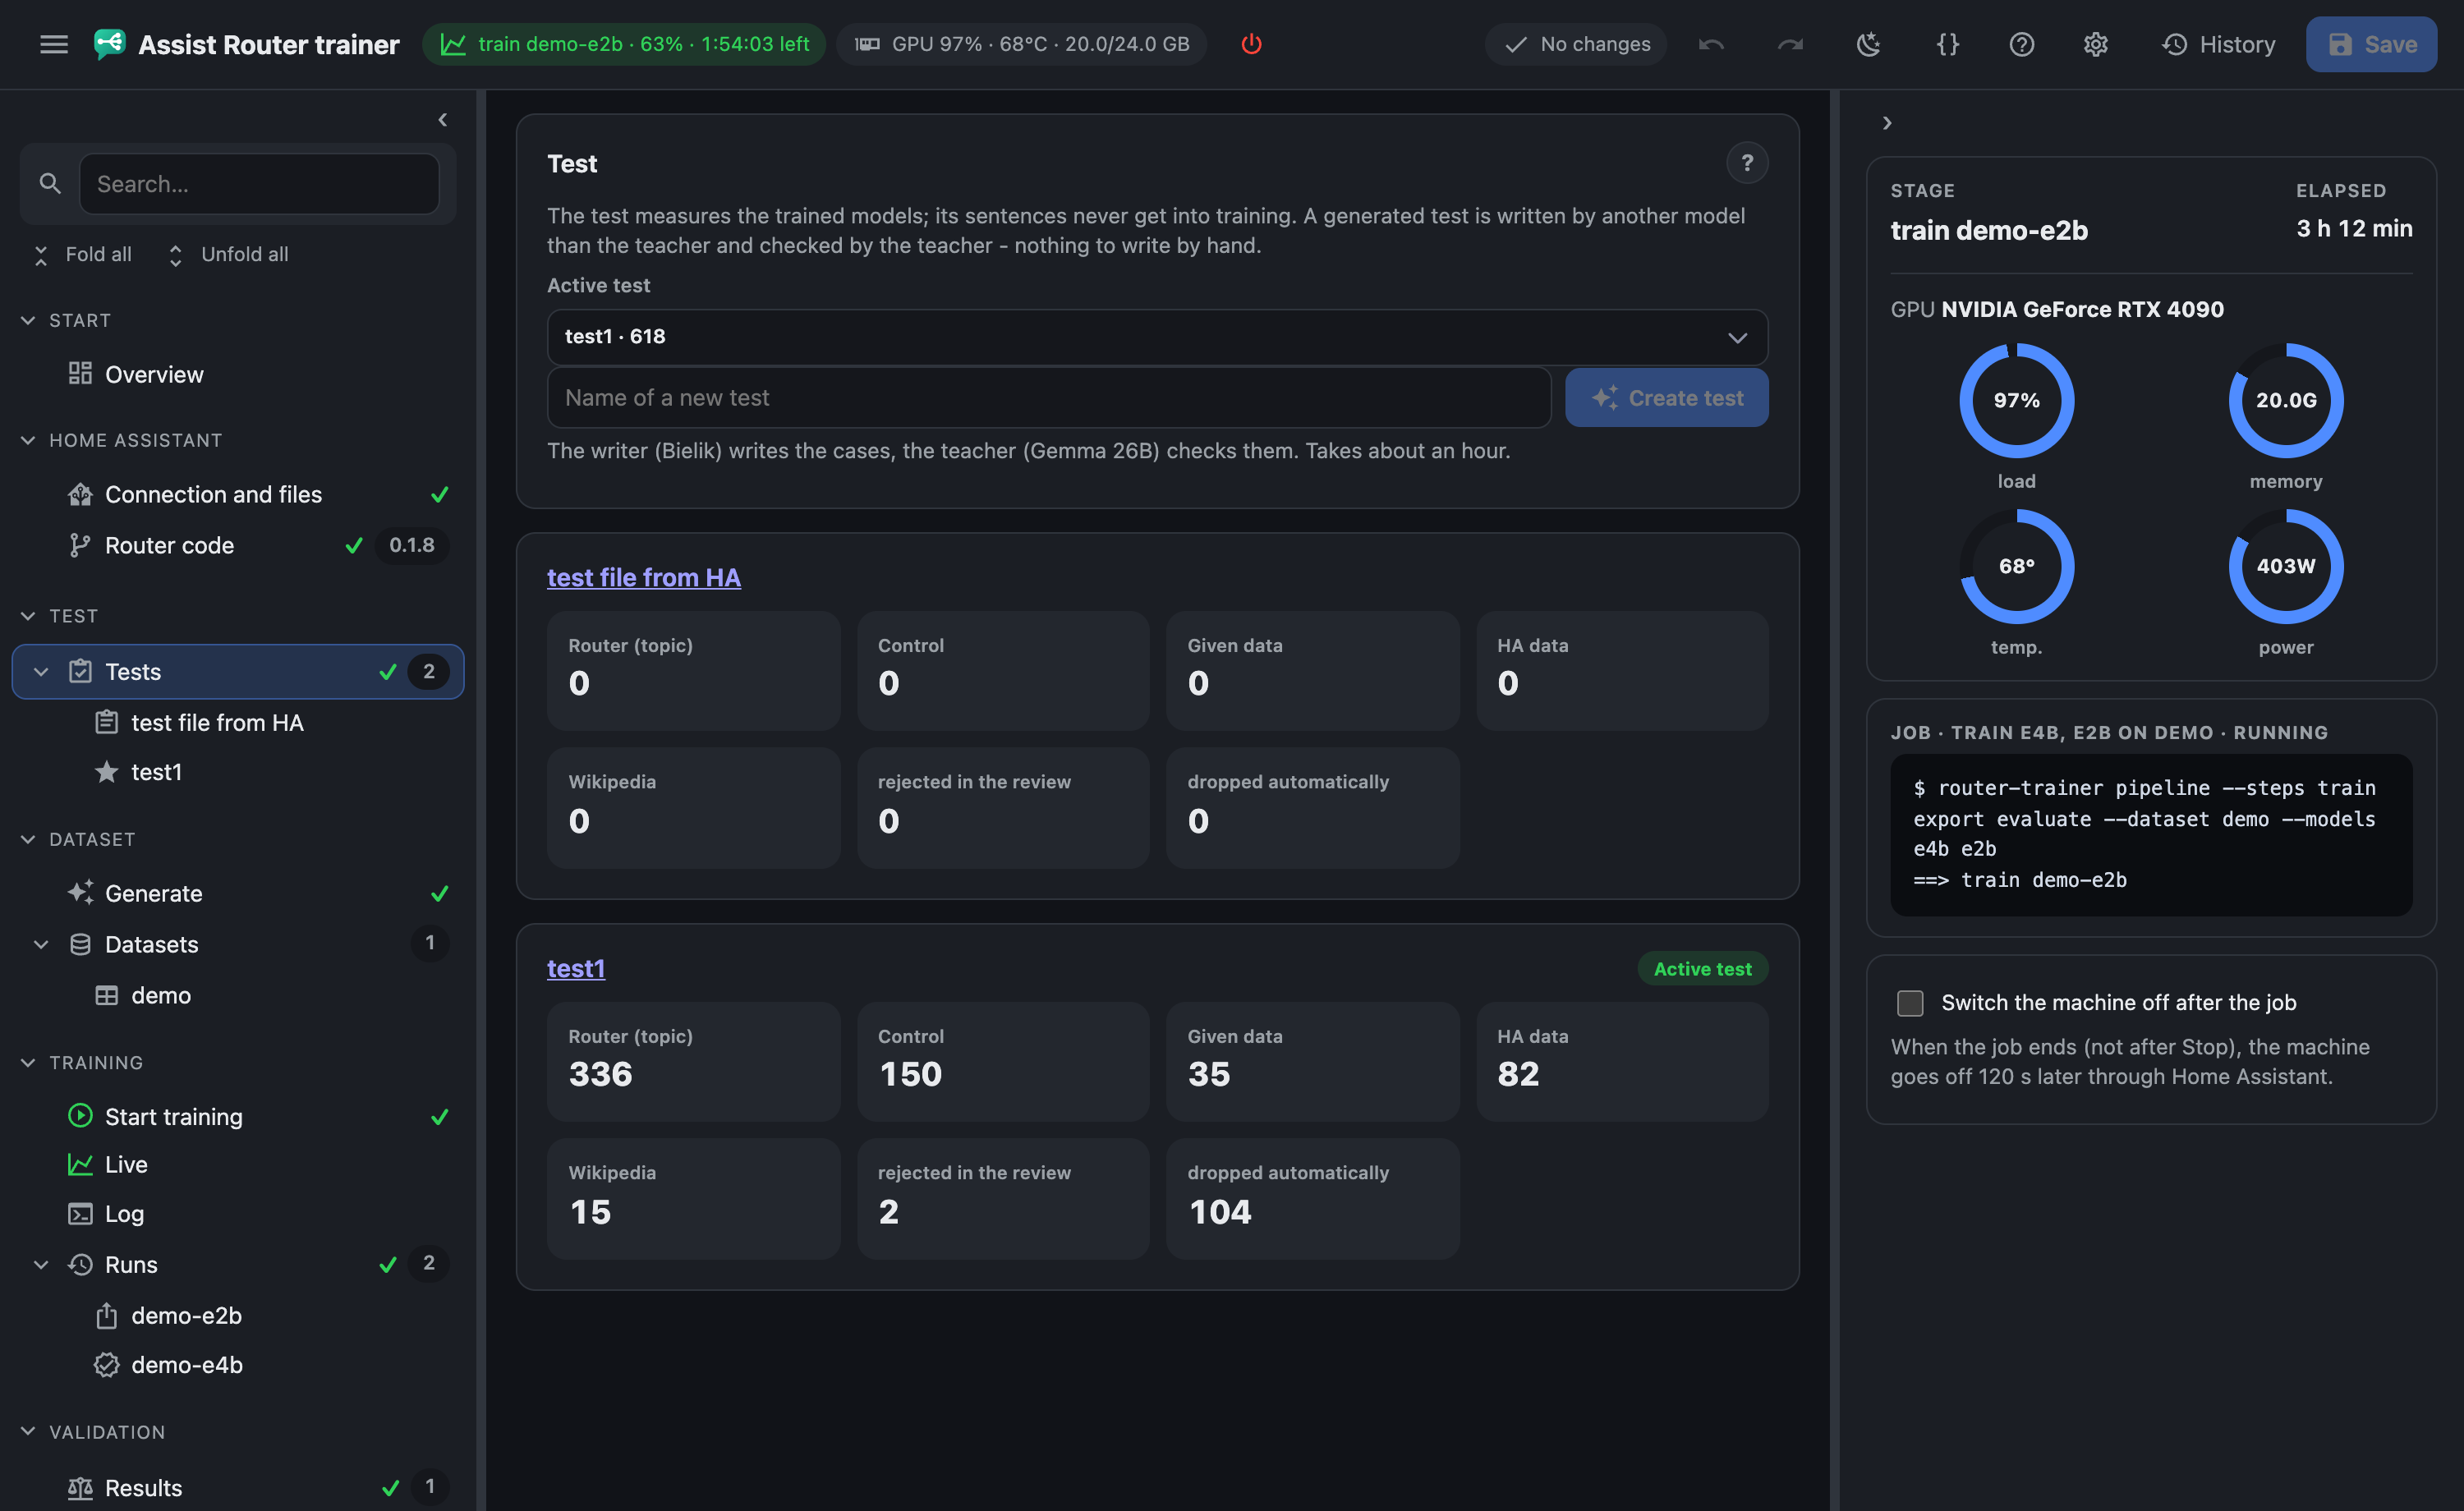 Assist Router trainer
train demo-e2b · 63% · 1:54:03 left
GPU 97% · 68°C · 20.0/24.0 GB
No changes
{}
History
Save
Search...
Fold all
Unfold all
START
Overview
HOME ASSISTANT
Connection and files
Router code
0.1.8
TEST
Tests
2
test file from HA
test1
DATASET
Generate
Datasets
1
demo
TRAINING
Start training
Live
Log
Runs
2
demo-e2b
demo-e4b
VALIDATION
Results
1
Test
?
The test measures the trained models; its sentences never get into training. A generated test is written by another model
than the teacher and checked by the teacher - nothing to write by hand.
Active test
test1 · 618
Name of a new test
Create test
The writer (Bielik) writes the cases, the teacher (Gemma 26B) checks them. Takes about an hour.
test file from HA
Router (topic)
0
Control
0
Given data
0
HA data
0
Wikipedia
0
rejected in the review
0
dropped automatically
0
test1
Active test
Router (topic)
336
Control
150
Given data
35
HA data
82
Wikipedia
15
rejected in the review
2
dropped automatically
104
STAGE
train demo-e2b
ELAPSED
3 h 12 min
GPU NVIDIA GeForce RTX 4090
97%
load
20.0G
memory
68°
temp.
403W
power
JOB · TRAIN E4B, E2B ON DEMO · RUNNING
$ router-trainer pipeline --steps train
export evaluate --dataset demo --models
e4b e2b
==> train demo-e2b
Switch the machine off after the job
When the job ends (not after Stop), the machine
goes off 120 s later through Home Assistant.